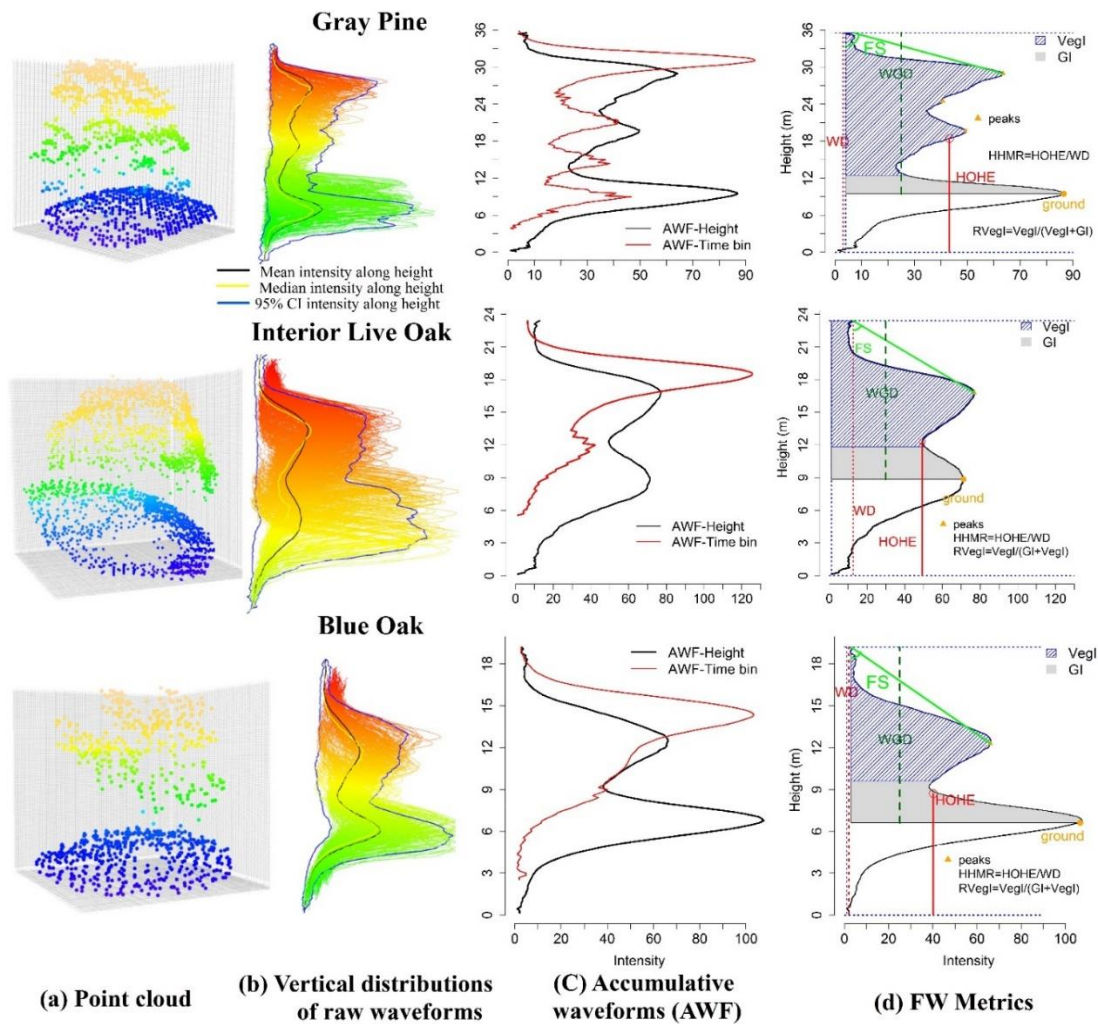 Gray Pine
Mean intensity along height
Median intensity along height
95% CI intensity along height
36
30
24
18
12
6
0
Height (m)
AWF-Height
AWF-Time bin
10 30 50 70 90
36
30
24
18
12
6
0
Height (m)
FS
VegI
GI
WGD
WD
peaks
HHMR=HOHE/WD
HOHE
ground
RVegI=VegI/(VegI+GI)
0 10 30 50 70 90
Interior Live Oak
24
21
18
15
12
9
6
3
0
Height (m)
AWF-Height
AWF-Time bin
0 20 40 60 80 100 120
24
21
18
15
12
9
6
3
0
Height (m)
VegI
GI
FS
WGD
WD
ground
HOHE
peaks
HHMR=HOHE/WD
RVegI=VegI/(GI+VegI)
0 20 40 60 80 100 120
Blue Oak
18
15
12
9
6
3
0
Height (m)
AWF-Height
AWF-Time bin
0 20 40 60 80 100
Intensity
18
15
12
9
6
3
0
Height (m)
VegI
GI
WD
FS
WGD
HOHE
ground
peaks
HHMR=HOHE/WD
RVegI=VegI/(GI+VegI)
0 20 40 60 80 100
Intensity
(a) Point cloud
(b) Vertical distributions
of raw waveforms
(C) Accumulative
waveforms (AWF)
(d) FW Metrics